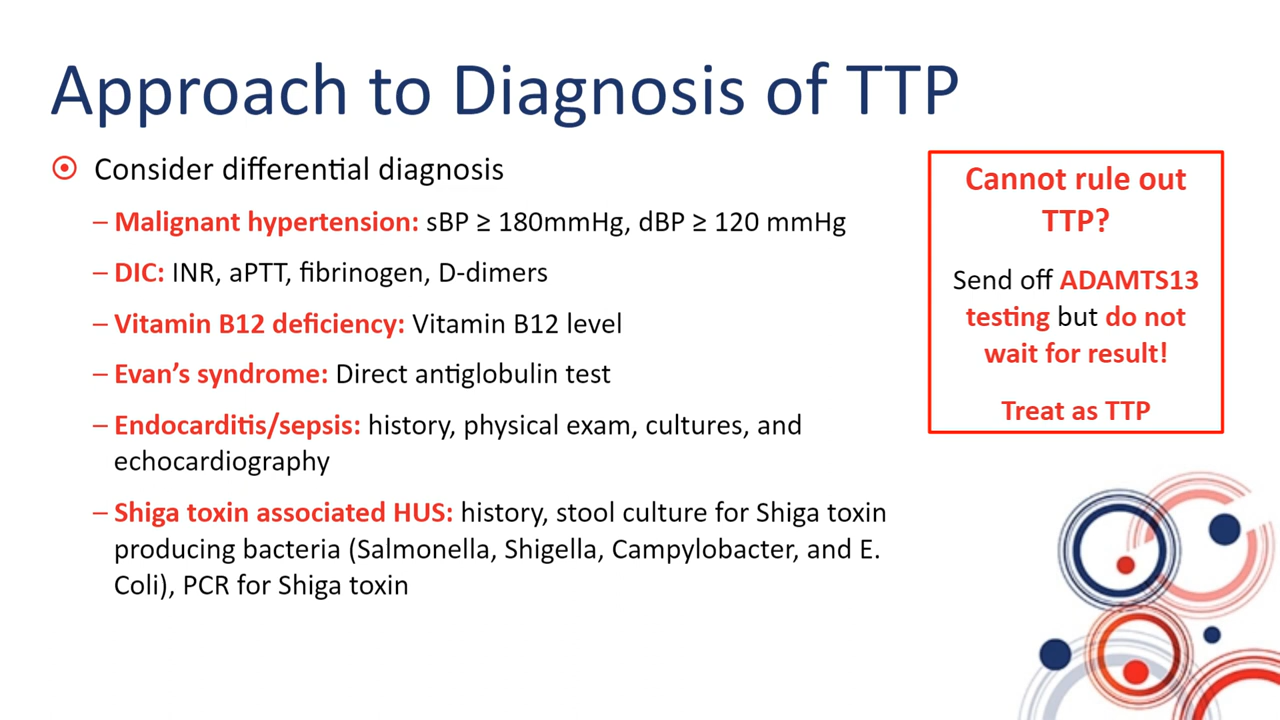 Approach to Diagnosis of TTP
Consider differential diagnosis
– Malignant hypertension: sBP ≥ 180mmHg, dBP ≥ 120 mmHg
– DIC: INR, aPTT, fibrinogen, D-dimers
– Vitamin B12 deficiency: Vitamin B12 level
– Evan’s syndrome: Direct antiglobulin test
– Endocarditis/sepsis: history, physical exam, cultures, and
echocardiography
– Shiga toxin associated HUS: history, stool culture for Shiga toxin
producing bacteria (Salmonella, Shigella, Campylobacter, and E.
Coli), PCR for Shiga toxin
Cannot rule out
TTP?
Send off ADAMTS13
testing but do not
wait for result!
Treat as TTP